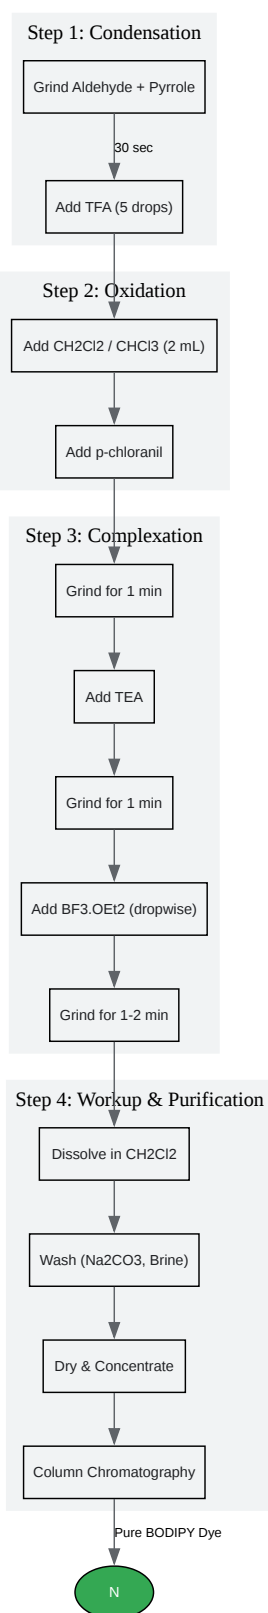 Step 1: Condensation
Grind Aldehyde + Pyrrole
30 sec
Add TFA (5 drops)
Step 2: Oxidation
Add CH2Cl2 / CHCl3 (2 mL)
Add p-chloranil
Step 3: Complexation
Grind for 1 min
Add TEA
Grind for 1 min
Add BF3.OEt2 (dropwise)
Grind for 1-2 min
Step 4: Workup & Purification
Dissolve in CH2Cl2
Wash (Na2CO3, Brine)
Dry & Concentrate
Column Chromatography
Pure BODIPY Dye
N